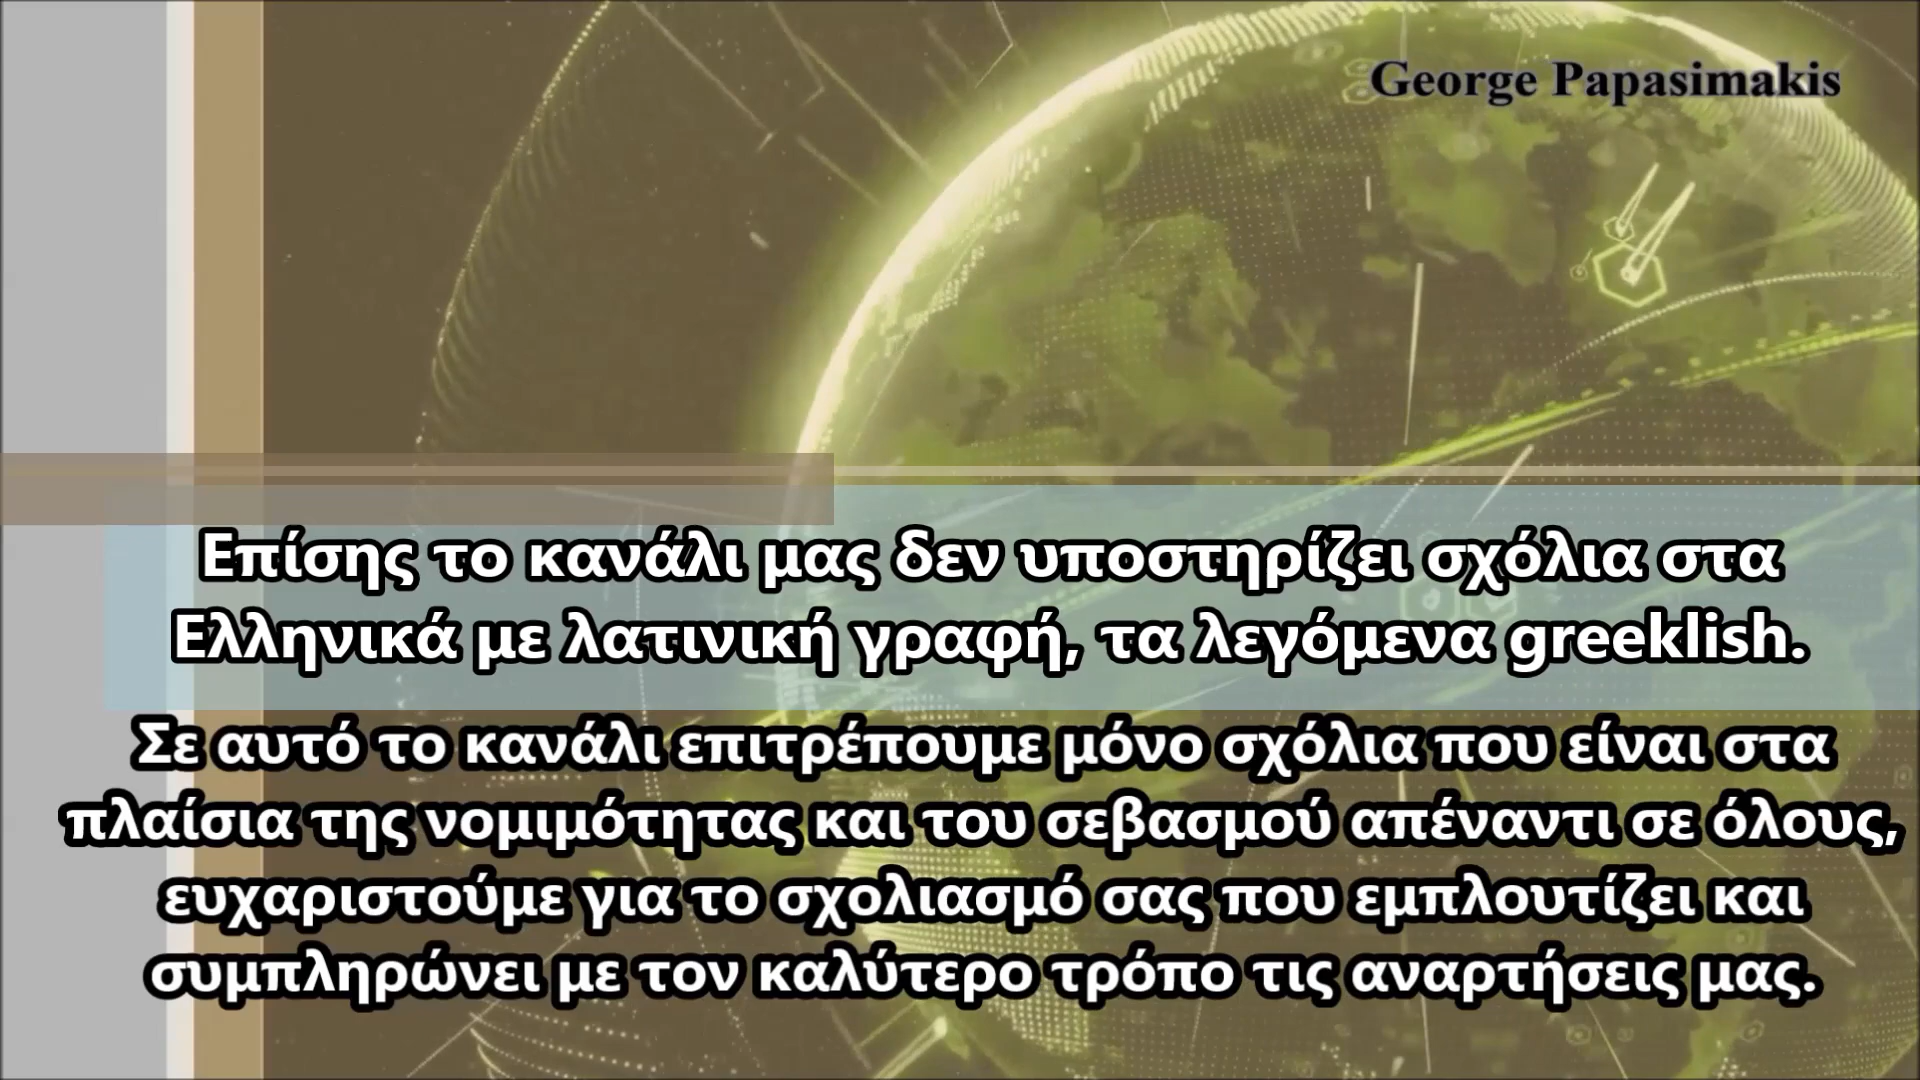 George Papasimakis
Επίσης το κανάλι μας δεν υποστηρίζει σχόλια στα
Ελληνικά με λατινική γραφή, τα λεγόμενα greeklish.
Σε αυτό το κανάλι επιτρέπουμε μόνο σχόλια που είναι στα
πλαίσια της νομιμότητας και του σεβασμού απέναντι σε όλους,
ευχαριστούμε για το σχολιασμό σας που εμπλουτίζει και
συμπληρώνει με τον καλύτερο τρόπο τις αναρτήσεις μας.